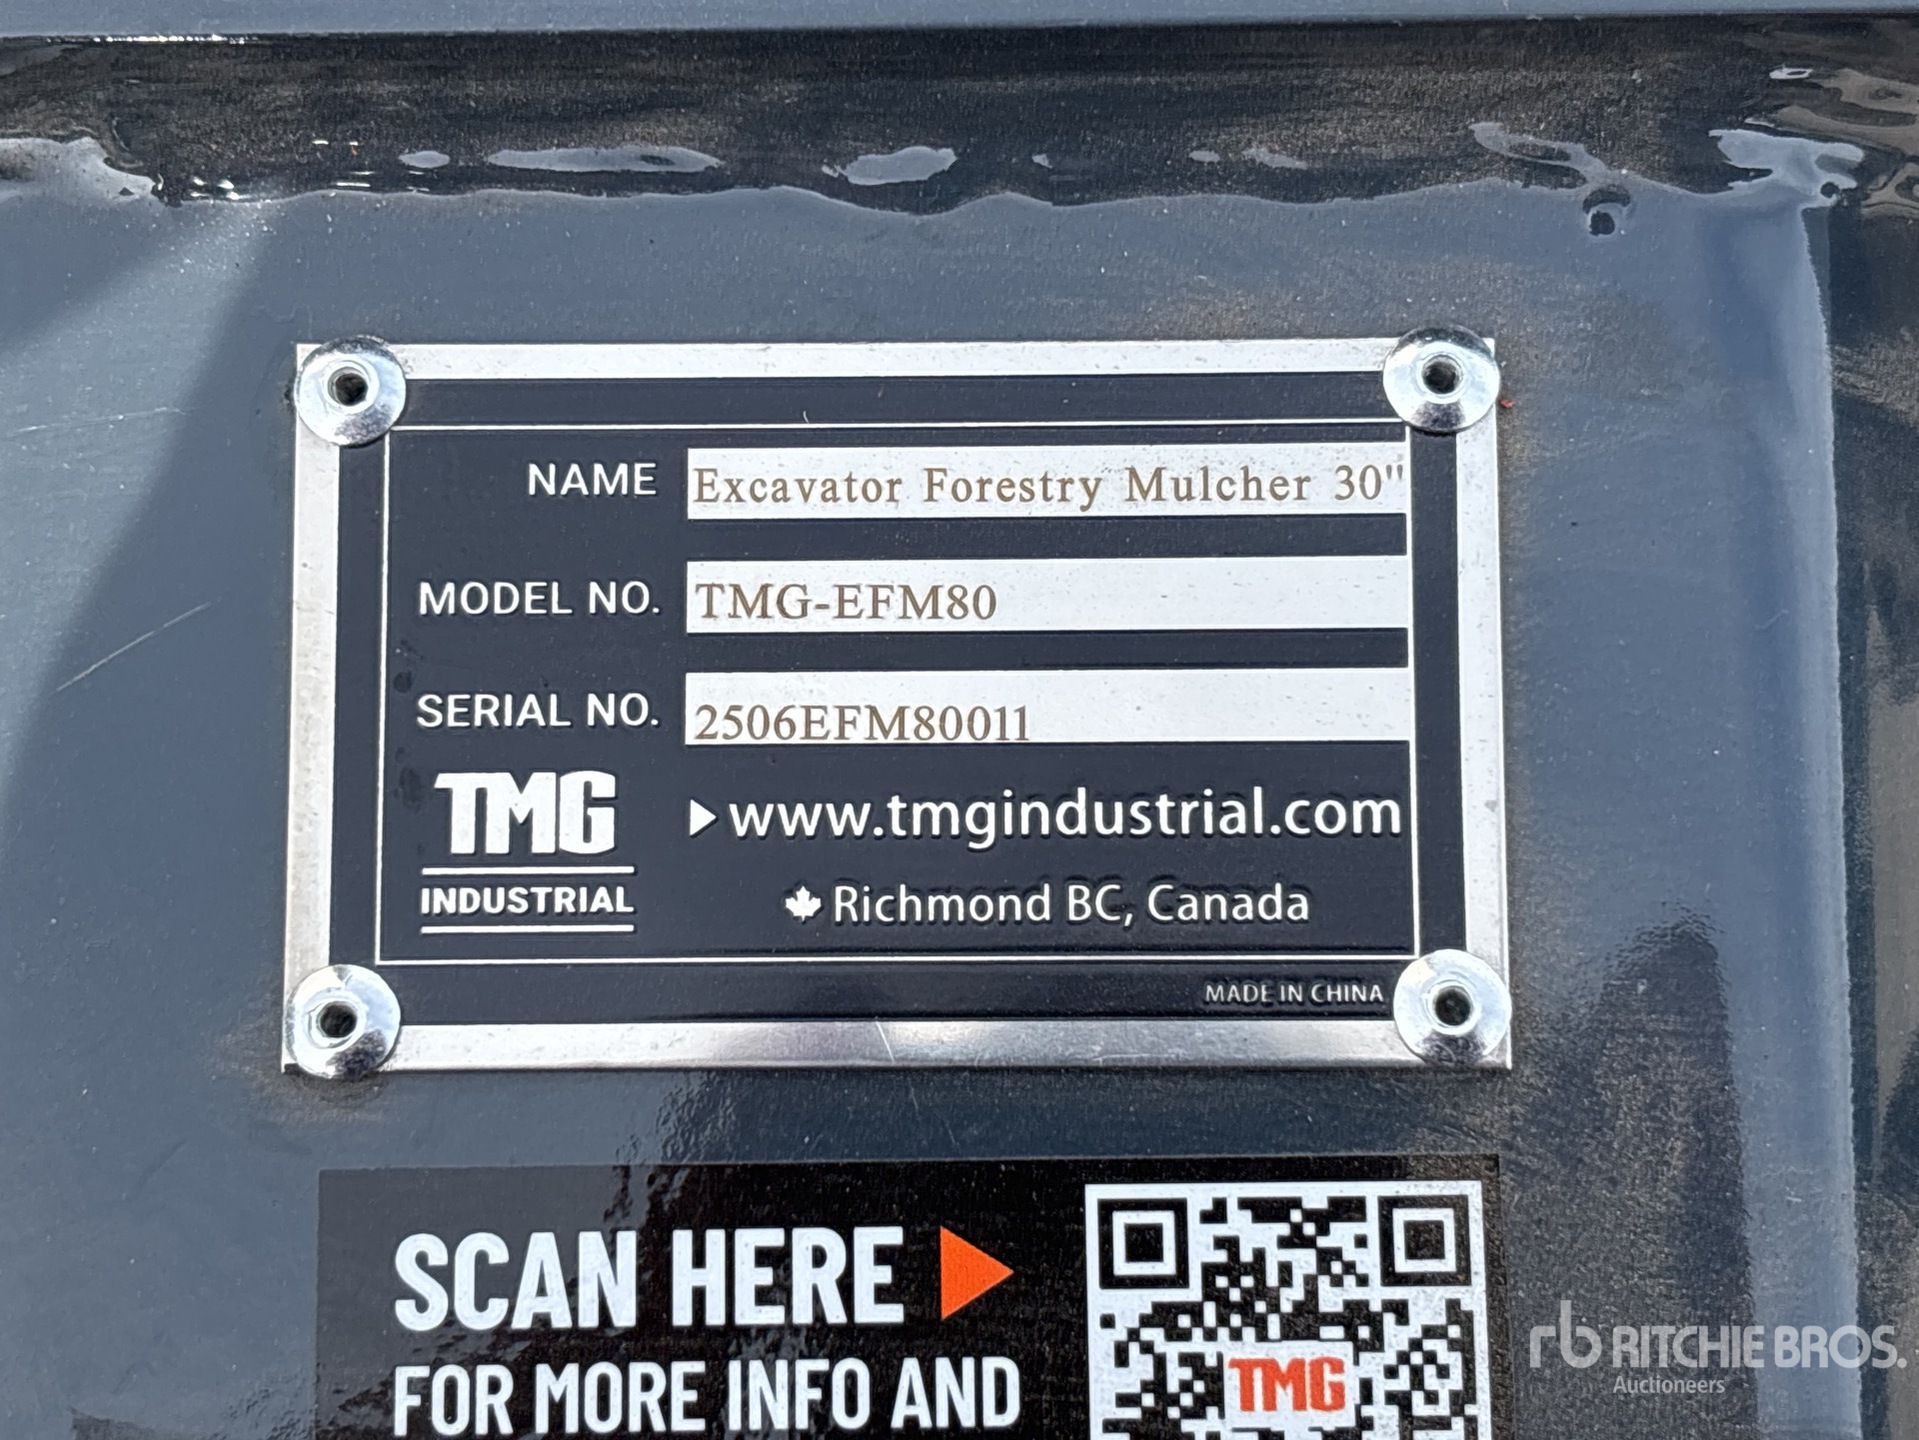 NAME Excavator Forestry Mulcher 30"
MODEL NO. TMG-EFM80
SERIAL NO. 2506EFM80011
TMG
INDUSTRIAL
www.tmgindustrial.com
Richmond BC, Canada
MADE IN CHINA
SCAN HERE
FOR MORE INFO AND
TMG
rb RITCHIE BROS.
Auctioneers